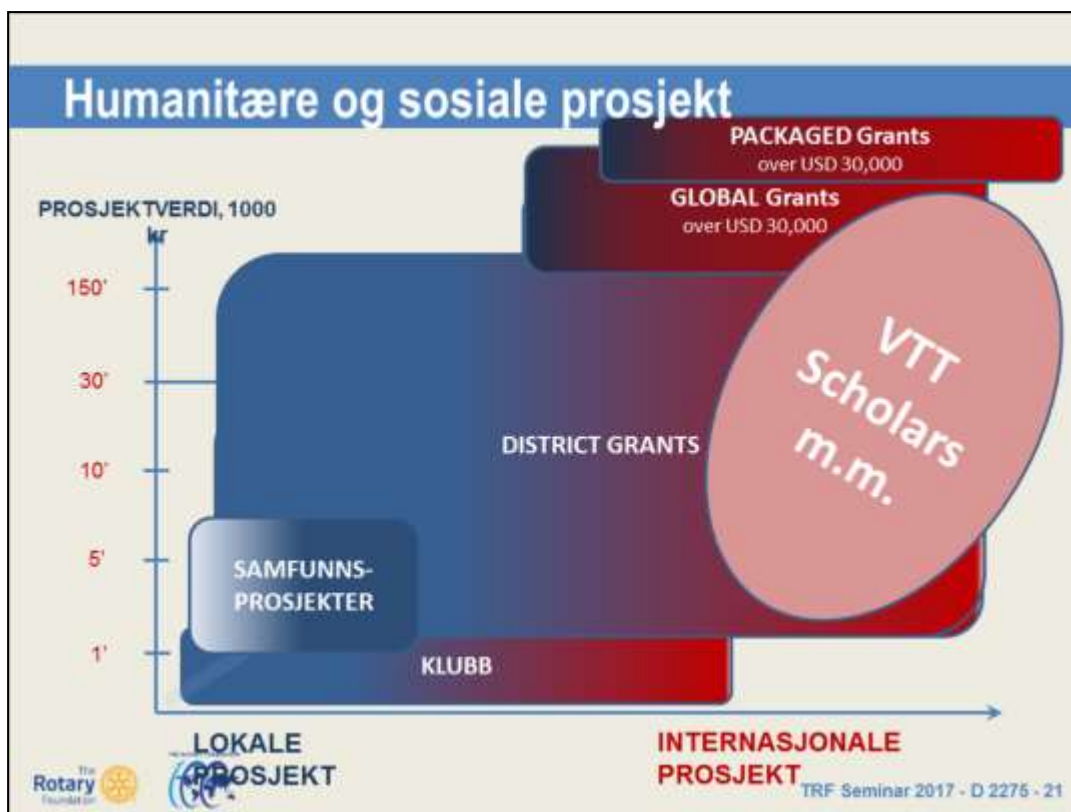 Humanitære og sosiale prosjekt
PACKAGED Grants
over USD 30,000
GLOBAL Grants
over USD 30,000
PROSJEKTVERDI, 1000
kr
150'
30'
10'
5'
1'
VTT
Scholars
m.m.
DISTRICT GRANTS
SAMFUNNS-
PROSJEKTER
KLUBB
LOKALE
PROSJEKT
INTERNASJONALE
PROSJEKT
The
Rotary
Foundation
TRF Seminar 2017 - D 2275 - 21